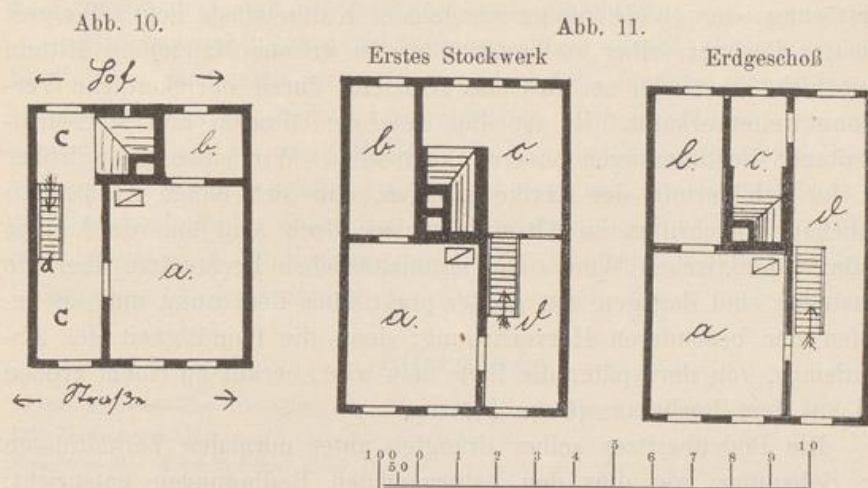 Abb. 10.
Abb. 11.
Erstes Stockwerk
Erdgeschoß
← Hof →
c
b.
d
a.
c
← Straße →
b.
c.
a.
d.
b.
c.
d.
a.
100 50 0 1 2 3 4 5 6 7 8 9 10